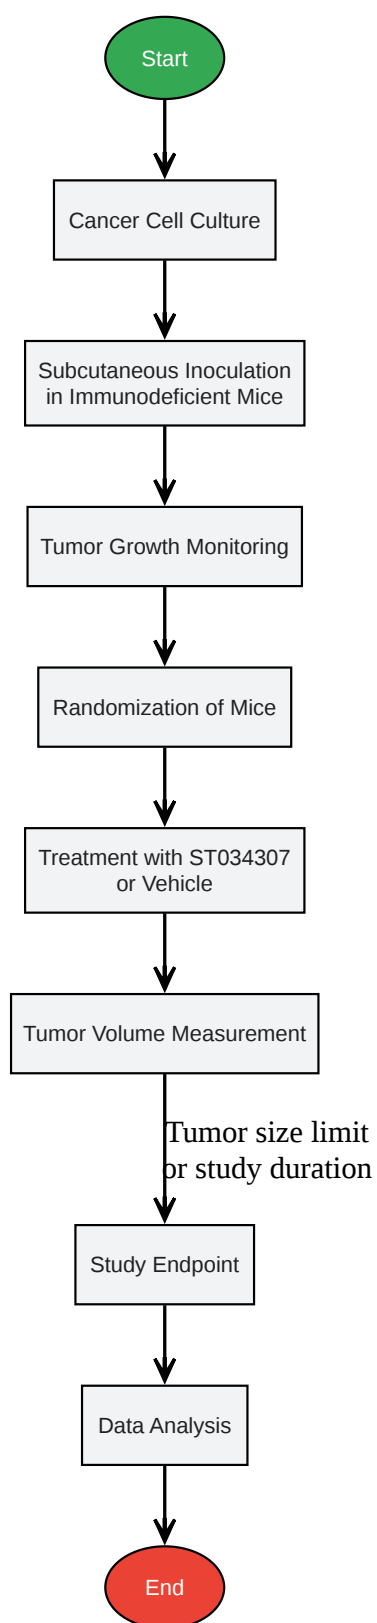 Start
Cancer Cell Culture
Subcutaneous Inoculation
in Immunodeficient Mice
Tumor Growth Monitoring
Randomization of Mice
Treatment with ST034307
or Vehicle
Tumor Volume Measurement
Tumor size limit
or study duration
Study Endpoint
Data Analysis
End